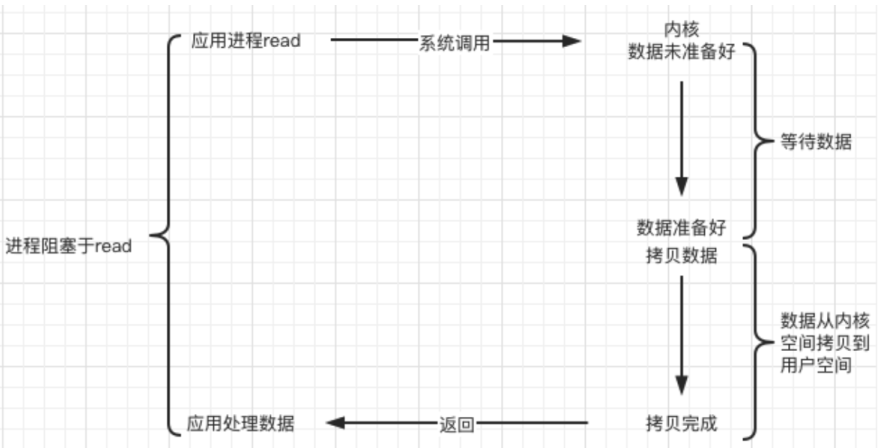 应用进程read
系统调用
内核
数据未准备好
等待数据
数据准备好
拷贝数据
进程阻塞于read
数据从内核
空间拷贝到
用户空间
应用处理数据
返回
拷贝完成